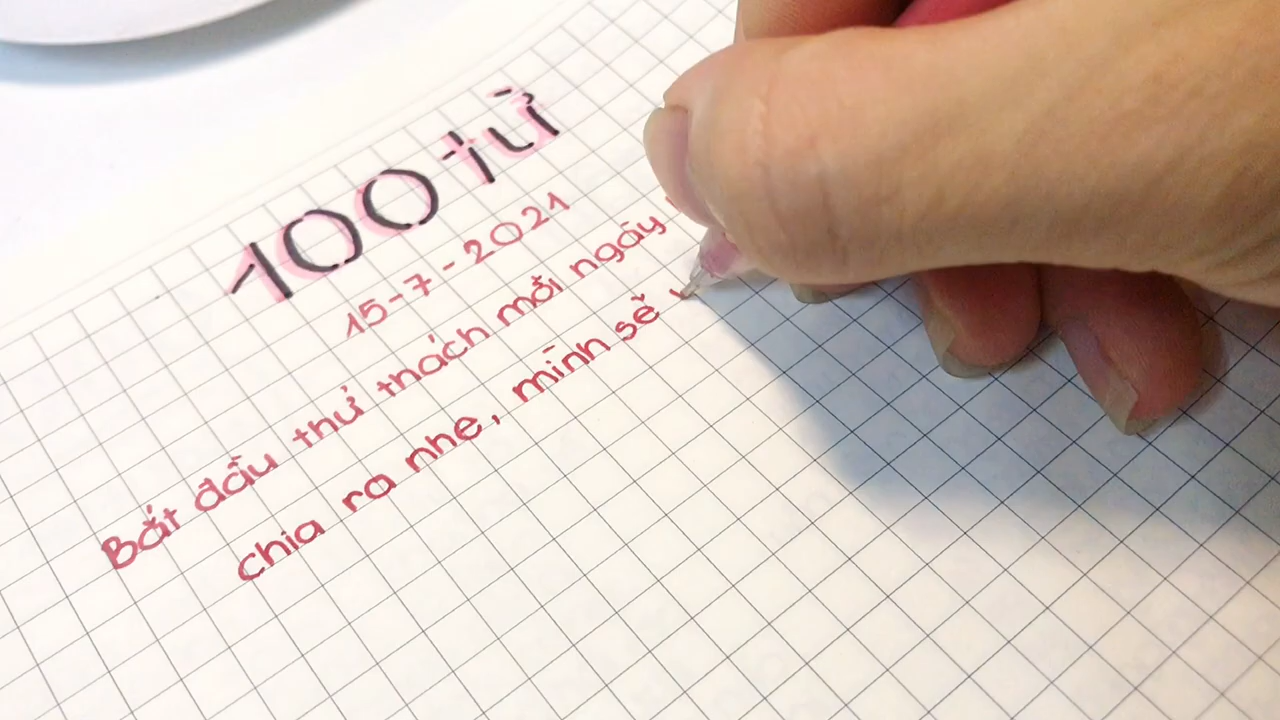 100 từ
15-7-2021
Bắt đầu thử thách mỗi ngày
chia ra nhe, mình sẽ